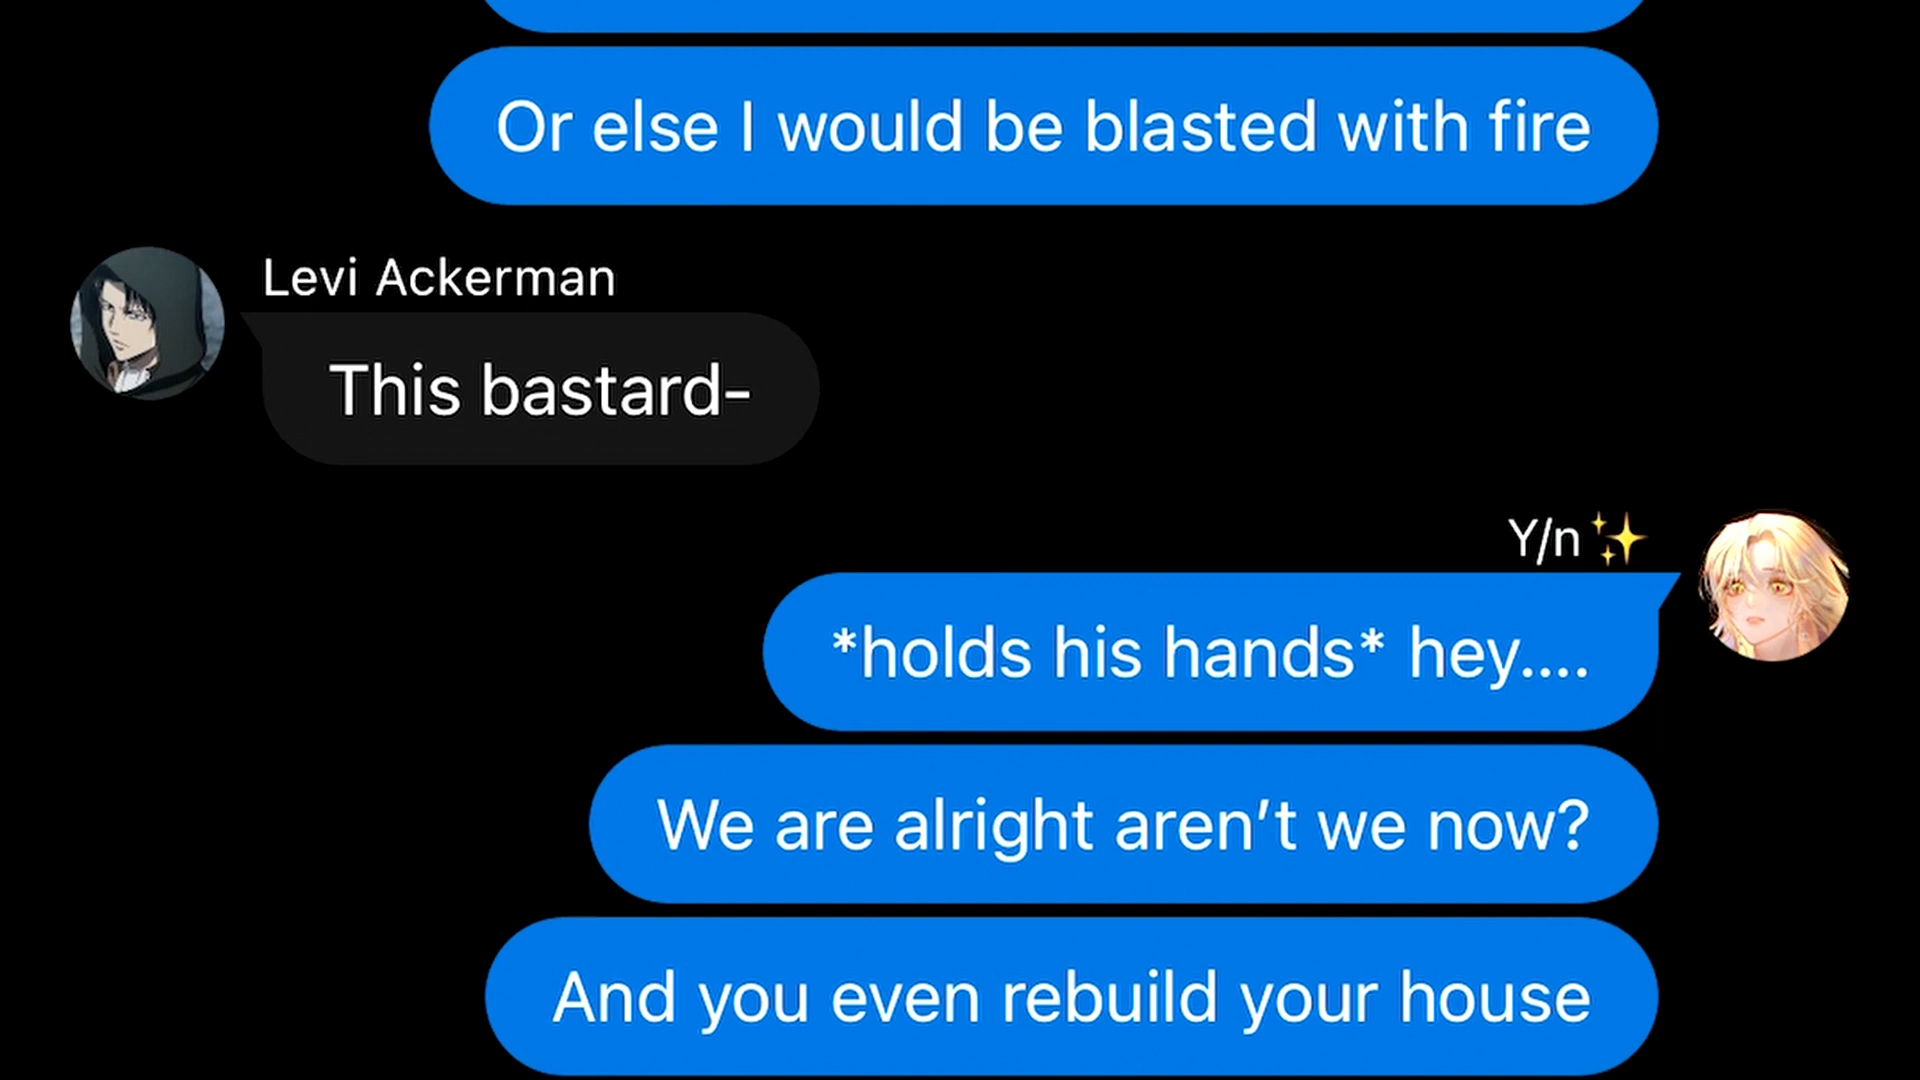 Or else I would be blasted with fire
Levi Ackerman
This bastard-
Y/n✨
*holds his hands* hey....
We are alright aren’t we now?
And you even rebuild your house